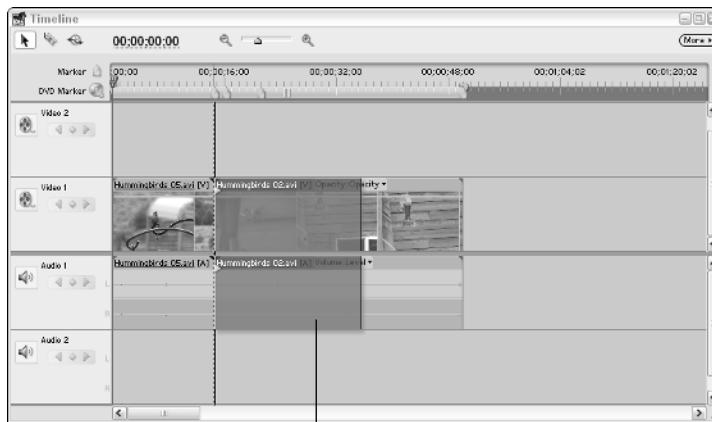 Timeline
00;00;00;00
More
Marker
00;00 00;00;16;00 00;00;32;00 00;00;48;00 00;01;04;02 00;01;20;02
DVD Marker
Video 2
Video 1
Hummingbirds 05.avi [V] Hummingbirds 02.avi [V] Opacity:Opacity
Audio 1
Hummingbirds 05.avi [A] Hummingbirds 02.avi [A] Volume:Level
L
R
Audio 2
L
R